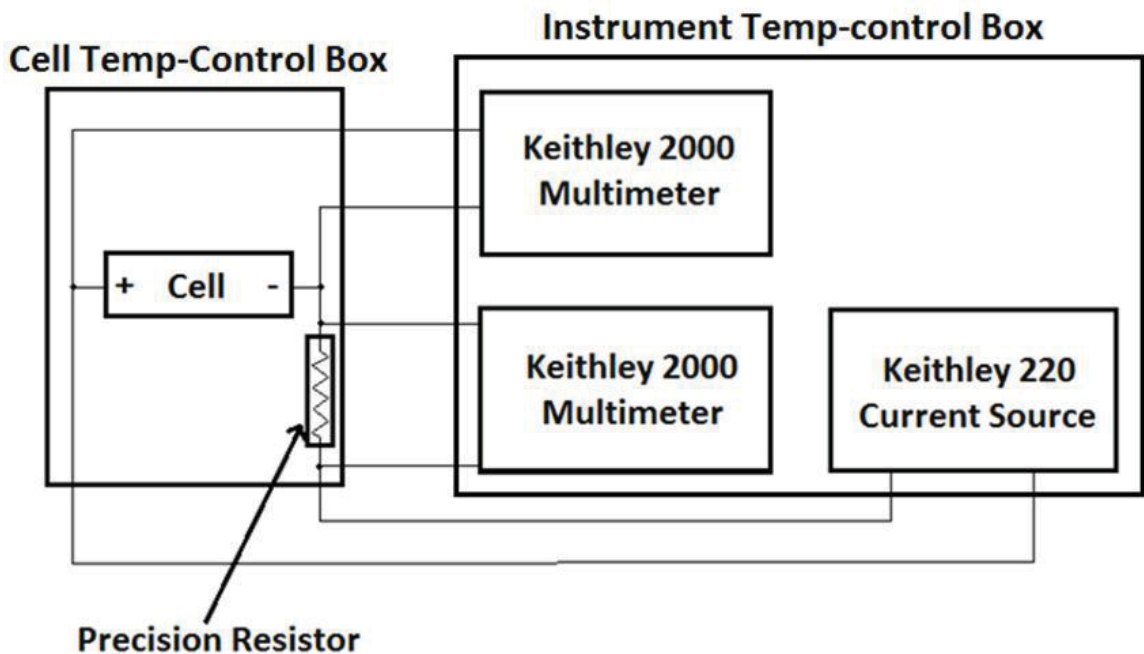 Instrument Temp-control Box
Cell Temp-Control Box
Keithley 2000
Multimeter
+ Cell -
Keithley 2000
Multimeter
Keithley 220
Current Source
Precision Resistor